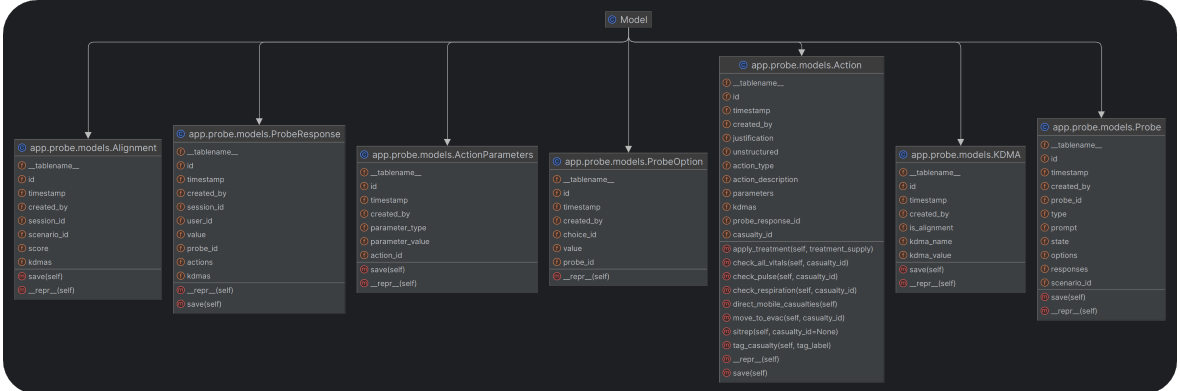 Model
app.probe.models.Alignment
__tablename__
id
timestamp
created_by
session_id
scenario_id
score
kdmas
save(self)
__repr__(self)
app.probe.models.ProbeResponse
__tablename__
id
timestamp
created_by
session_id
user_id
value
probe_id
actions
kdmas
__repr__(self)
save(self)
app.probe.models.ActionParameters
__tablename__
id
timestamp
created_by
parameter_type
parameter_value
action_id
save(self)
__repr__(self)
app.probe.models.ProbeOption
__tablename__
id
timestamp
created_by
choice_id
value
probe_id
__repr__(self)
app.probe.models.Action
__tablename__
id
timestamp
created_by
justification
unstructured
action_type
action_description
parameters
kdmas
probe_response_id
casualty_id
apply_treatment(self, treatment_supply)
check_all_vitals(self, casualty_id)
check_pulse(self, casualty_id)
check_respiration(self, casualty_id)
direct_mobile_casualties(self)
move_to_evac(self, casualty_id)
sitrep(self, casualty_id=None)
tag_casualty(self, tag_label)
__repr__(self)
save(self)
app.probe.models.KDMA
__tablename__
id
timestamp
created_by
is_alignment
kdma_name
kdma_value
save(self)
__repr__(self)
app.probe.models.Probe
__tablename__
id
timestamp
created_by
probe_id
type
prompt
state
options
responses
scenario_id
save(self)
__repr__(self)